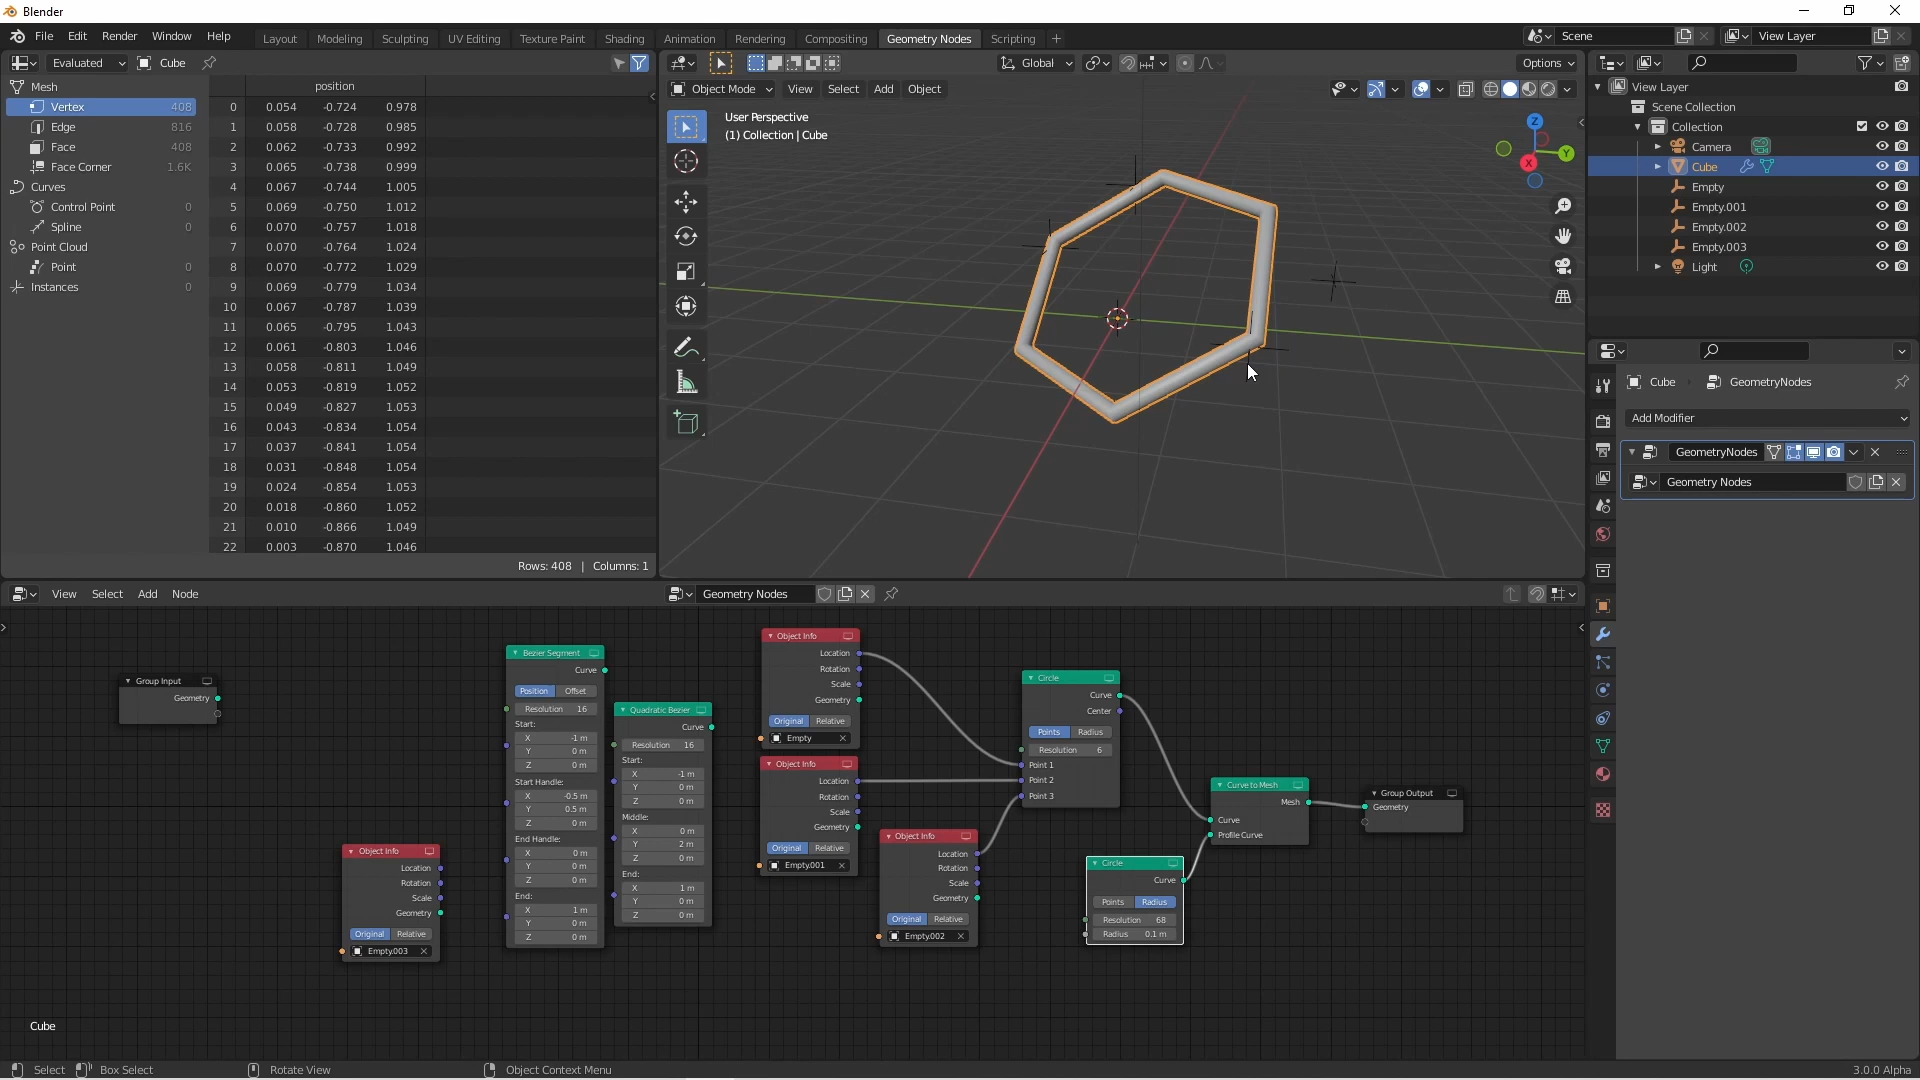 Blender
File Edit Render Window Help
Layout Modeling Sculpting UV Editing Texture Paint Shading Animation Rendering Compositing Geometry Nodes Scripting +
Scene
View Layer
Evaluated
Cube
Global
Options
position
Mesh
Vertex 408
Edge 816
Face 408
Face Corner 1.6K
Curves
Control Point 0
Spline 0
Point Cloud
Point 0
Instances 0
0 0.054 -0.724 0.978
1 0.058 -0.728 0.985
2 0.062 -0.733 0.992
3 0.065 -0.738 0.999
4 0.067 -0.744 1.005
5 0.069 -0.750 1.012
6 0.070 -0.757 1.018
7 0.070 -0.764 1.024
8 0.070 -0.772 1.029
9 0.069 -0.779 1.034
10 0.067 -0.787 1.039
11 0.065 -0.795 1.043
12 0.061 -0.803 1.046
13 0.058 -0.811 1.049
14 0.053 -0.819 1.052
15 0.049 -0.827 1.053
16 0.043 -0.834 1.054
17 0.037 -0.841 1.054
18 0.031 -0.848 1.054
19 0.024 -0.854 1.053
20 0.018 -0.860 1.052
21 0.010 -0.866 1.049
22 0.003 -0.870 1.046
Rows: 408 | Columns: 1
Object Mode View Select Add Object
User Perspective
(1) Collection | Cube
Z
Y
X
View Layer
Scene Collection
Collection
Camera
Cube
Empty
Empty.001
Empty.002
Empty.003
Light
Cube
GeometryNodes
Add Modifier
GeometryNodes
Geometry Nodes
View Select Add Node
Geometry Nodes
Group Input
Geometry
Object Info
Location
Rotation
Scale
Geometry
Original Relative
Empty.003
Bezier Segment
Curve
Position Offset
Resolution 16
Start:
X -1 m
Y 0 m
Z 0 m
Start Handle:
X -0.5 m
Y 0.5 m
Z 0 m
End Handle:
X 0 m
Y 0 m
Z 0 m
End:
X 1 m
Y 0 m
Z 0 m
Quadratic Bezier
Curve
Resolution 16
Start:
X -1 m
Y 0 m
Z 0 m
Middle:
X 0 m
Y 2 m
Z 0 m
End:
X 1 m
Y 0 m
Z 0 m
Object Info
Location
Rotation
Scale
Geometry
Original Relative
Empty
Object Info
Location
Rotation
Scale
Geometry
Original Relative
Empty.001
Object Info
Location
Rotation
Scale
Geometry
Original Relative
Empty.002
Circle
Curve
Center
Points Radius
Resolution 6
Point 1
Point 2
Point 3
Circle
Curve
Points Radius
Resolution 68
Radius 0.1 m
Curve to Mesh
Mesh
Curve
Profile Curve
Group Output
Geometry
Cube
Select
Box Select
Rotate View
Object Context Menu
3.0.0 Alpha